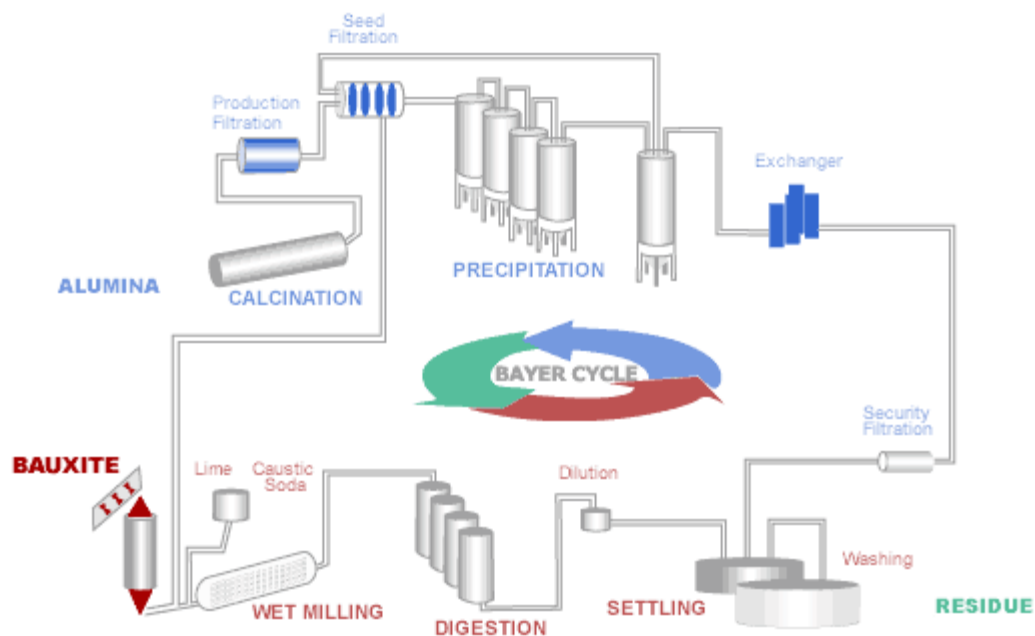 Seed
Filtration
Production
Filtration
Exchanger
PRECIPITATION
ALUMINA
CALCINATION
BAYER CYCLE
Security
Filtration
BAUXITE
Lime
Caustic
Soda
Dilution
Washing
WET MILLING
SETTLING
RESIDUE
DIGESTION